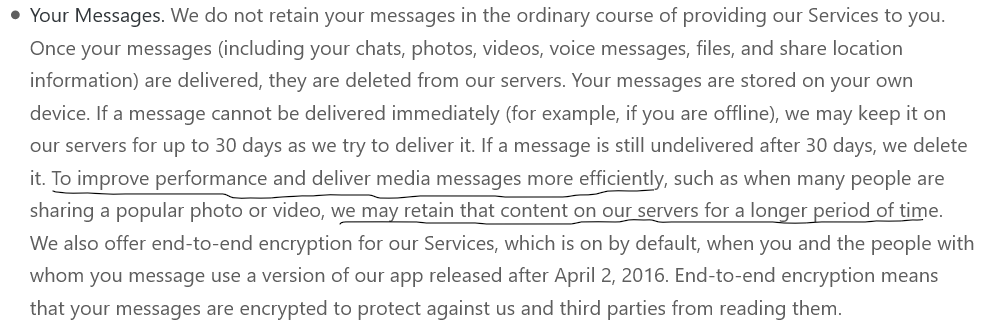 • Your Messages. We do not retain your messages in the ordinary course of providing our Services to you.
Once your messages (including your chats, photos, videos, voice messages, files, and share location
information) are delivered, they are deleted from our servers. Your messages are stored on your own
device. If a message cannot be delivered immediately (for example, if you are offline), we may keep it on
our servers for up to 30 days as we try to deliver it. If a message is still undelivered after 30 days, we delete
it. To improve performance and deliver media messages more efficiently, such as when many people are
sharing a popular photo or video, we may retain that content on our servers for a longer period of time.
We also offer end-to-end encryption for our Services, which is on by default, when you and the people with
whom you message use a version of our app released after April 2, 2016. End-to-end encryption means
that your messages are encrypted to protect against us and third parties from reading them.